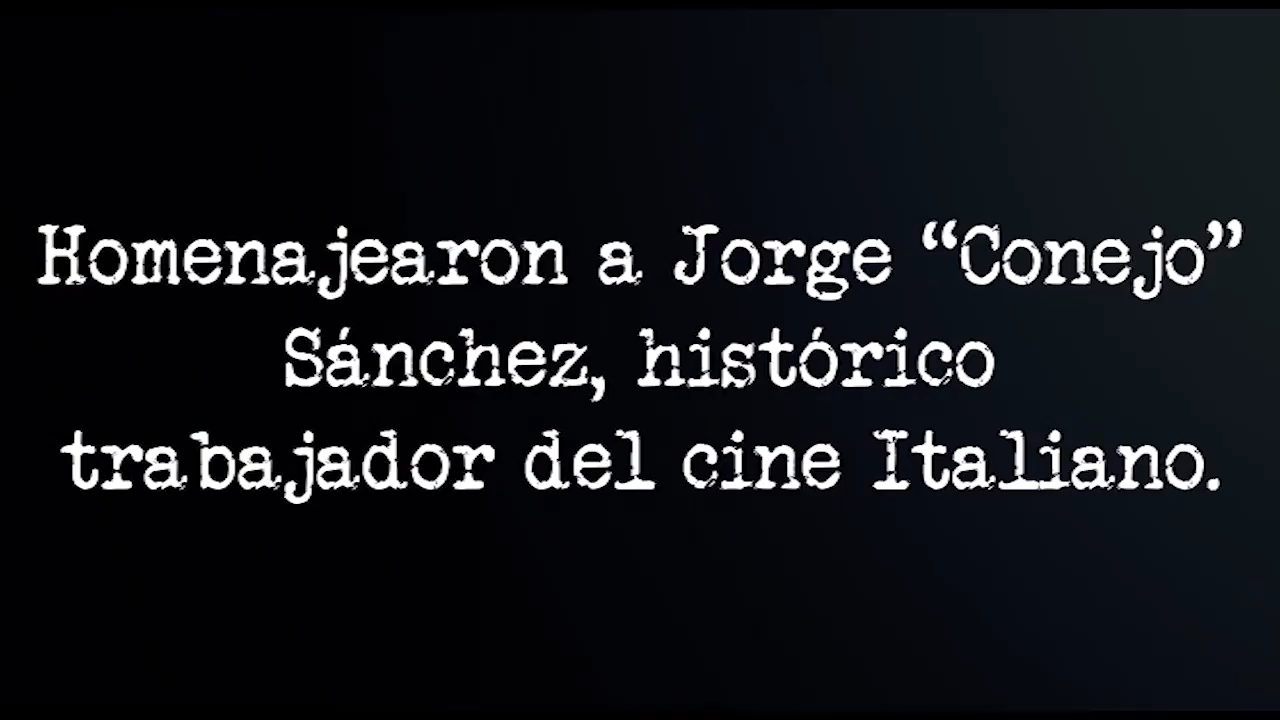 Homenajearon a Jorge “Conejo”
Sánchez, histórico
trabajador del cine Italiano.